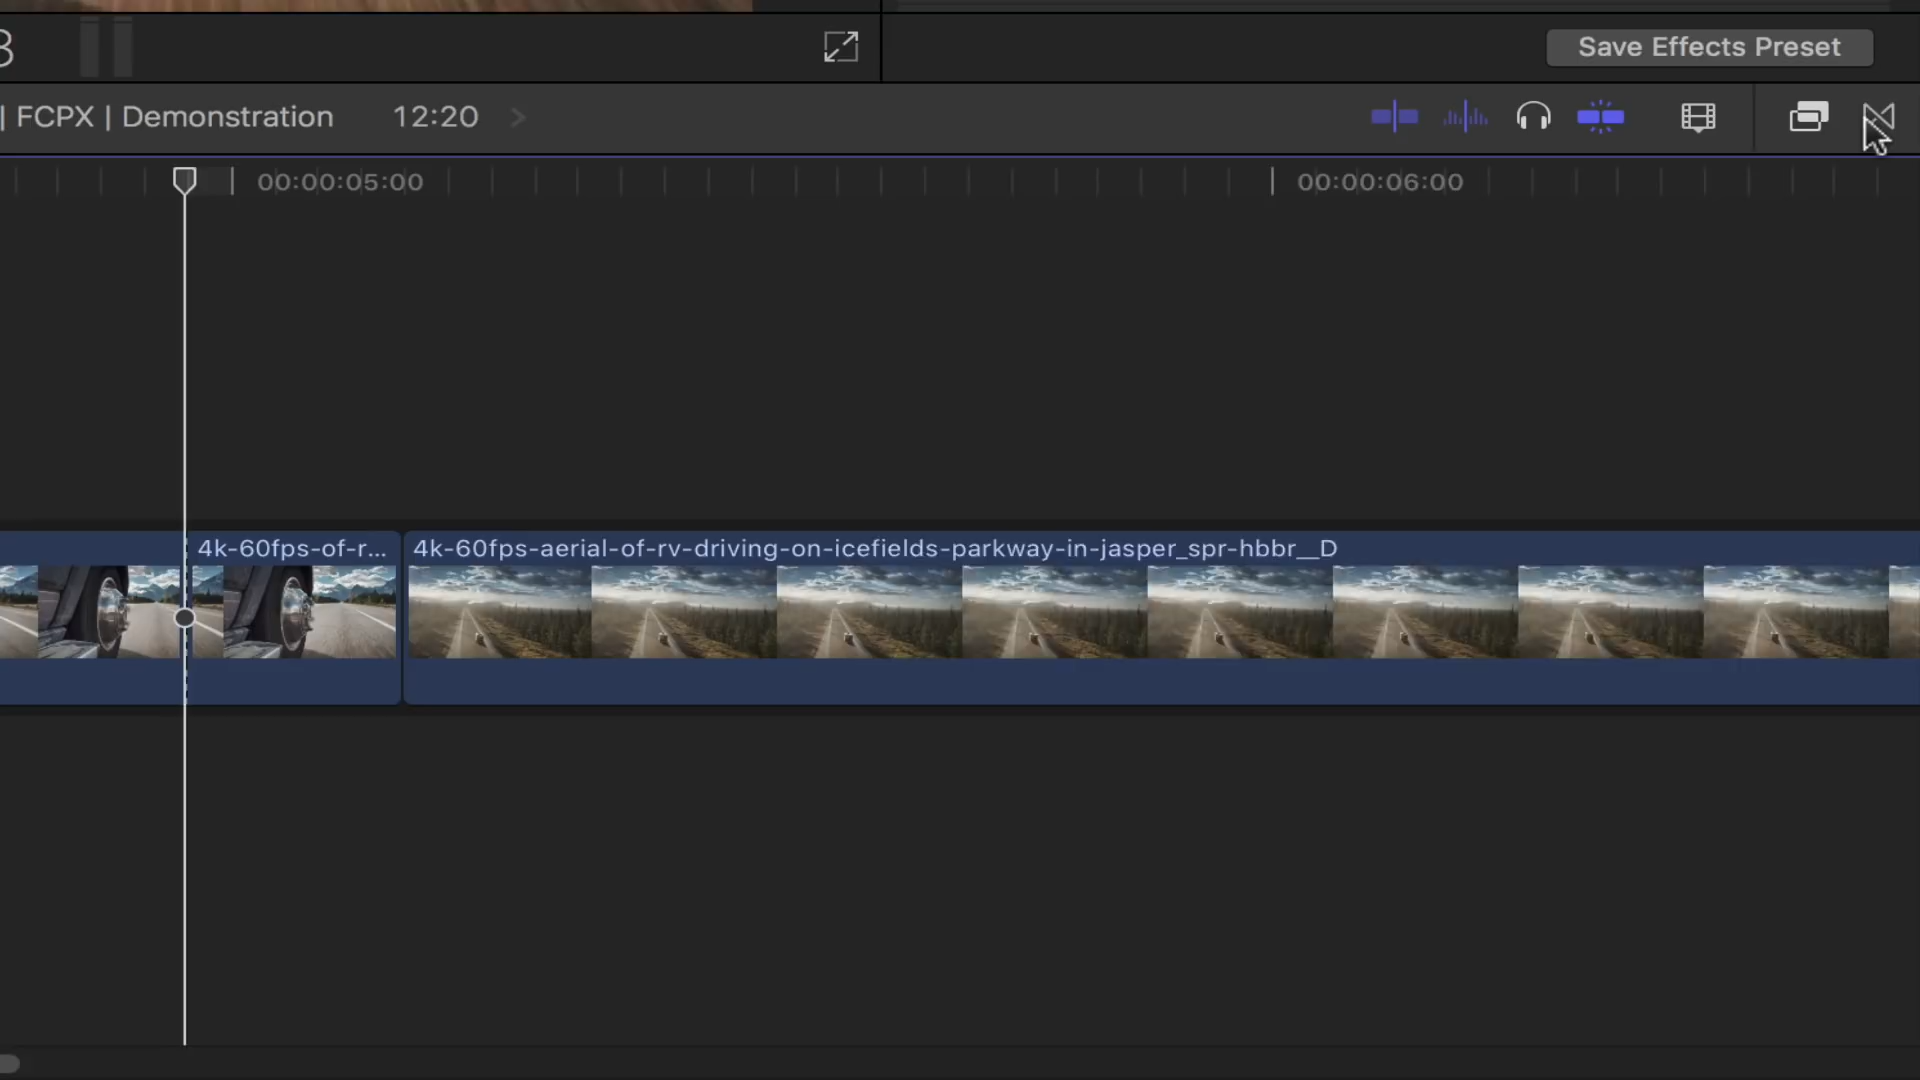 Save Effects Preset
| FCPX | Demonstration 12:20 >
00:00:05:00 00:00:06:00
4k-60fps-of-r... 4k-60fps-aerial-of-rv-driving-on-icefields-parkway-in-jasper_spr-hbbr__D